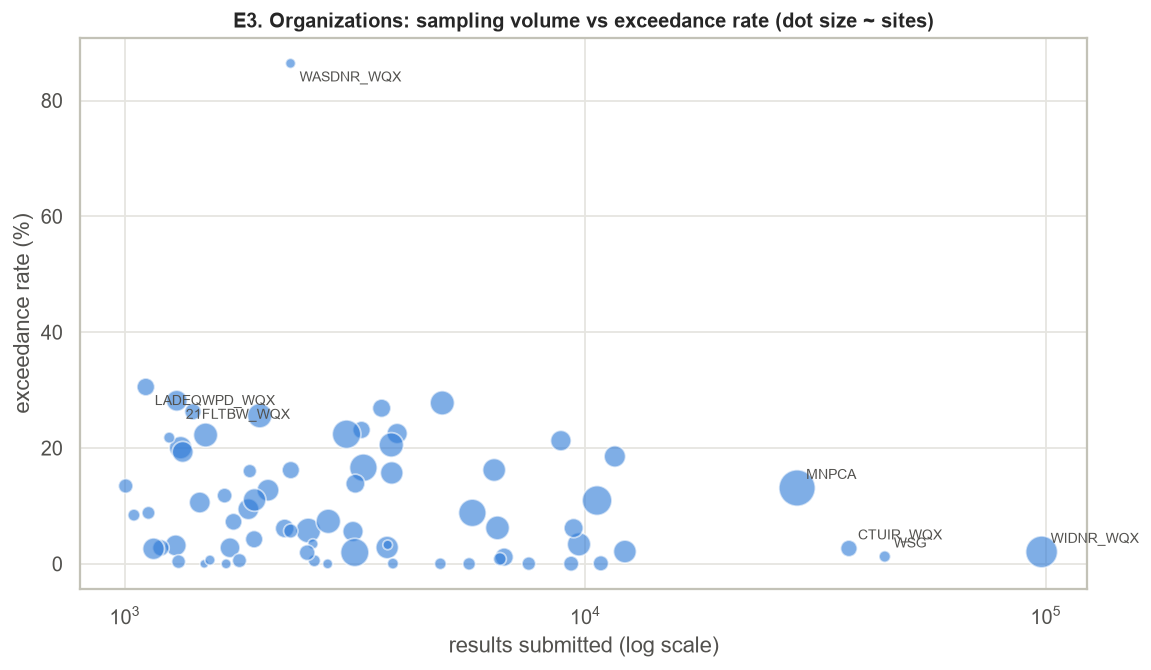 E3. Organizations: sampling volume vs exceedance rate (dot size ~ sites)
WASDNR_WQX
80
60
exceedance rate (%)
40
LADEQWPD_WQX
21FLTBW_WQX
20
MNPCA
CTUIR_WQX
WSG
WIDNR_WQX
0
10³
10⁴
10⁵
results submitted (log scale)